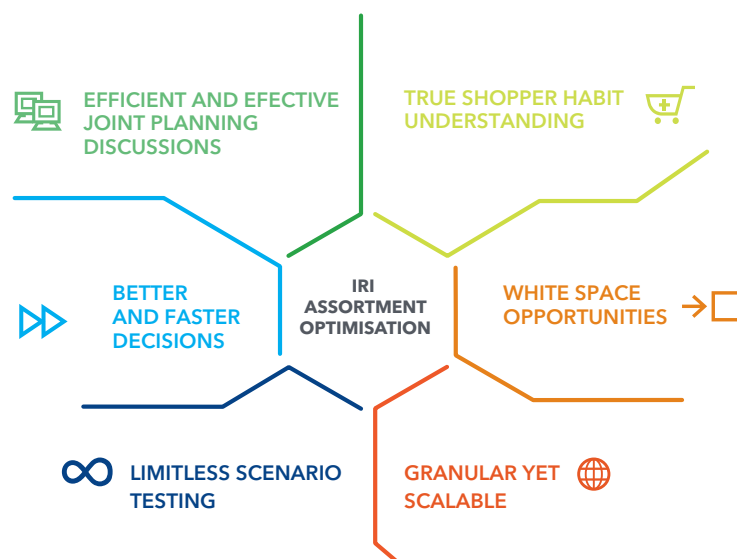 EFFICIENT AND EFECTIVE
JOINT PLANNING
DISCUSSIONS
TRUE SHOPPER HABIT
UNDERSTANDING
BETTER
AND FASTER
DECISIONS
IRI
ASSORTMENT
OPTIMISATION
WHITE SPACE
OPPORTUNITIES
LIMITLESS SCENARIO
TESTING
GRANULAR YET
SCALABLE